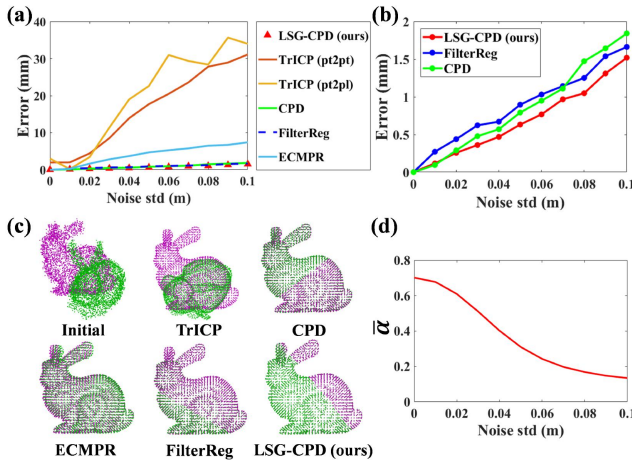 (a)
Error (mm)
40
30
20
10
0
0 0.02 0.04 0.06 0.08 0.1
Noise std (m)
LSG-CPD (ours)
TrICP (pt2pt)
TrICP (pt2pl)
CPD
FilterReg
ECMPR
(b)
Error (mm)
2
1.5
1
0.5
0
0 0.02 0.04 0.06 0.08 0.1
Noise std (m)
LSG-CPD (ours)
FilterReg
CPD
(c)
Initial TrICP CPD
ECMPR FilterReg LSG-CPD (ours)
(d)
α̅
0.8
0.6
0.4
0.2
0
0 0.02 0.04 0.06 0.08 0.1
Noise std (m)